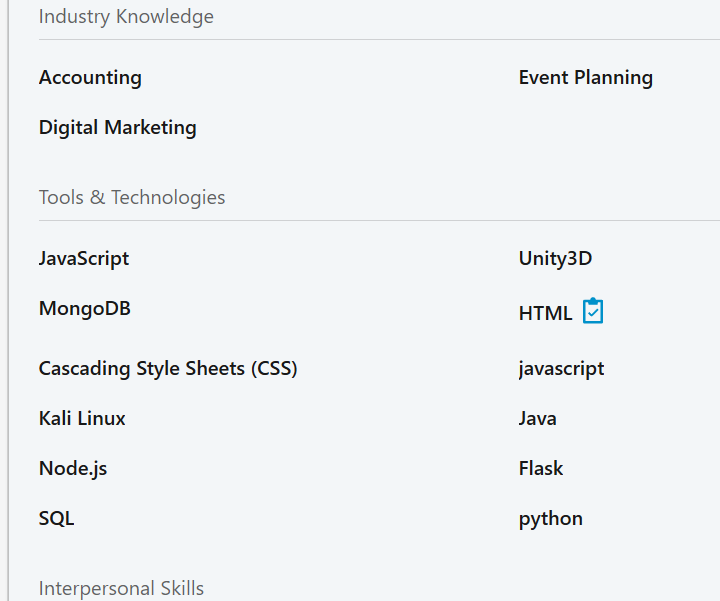 Industry Knowledge
Accounting Event Planning
Digital Marketing
Tools & Technologies
JavaScript Unity3D
MongoDB HTML
Cascading Style Sheets (CSS) javascript
Kali Linux Java
Node.js Flask
SQL python
Interpersonal Skills